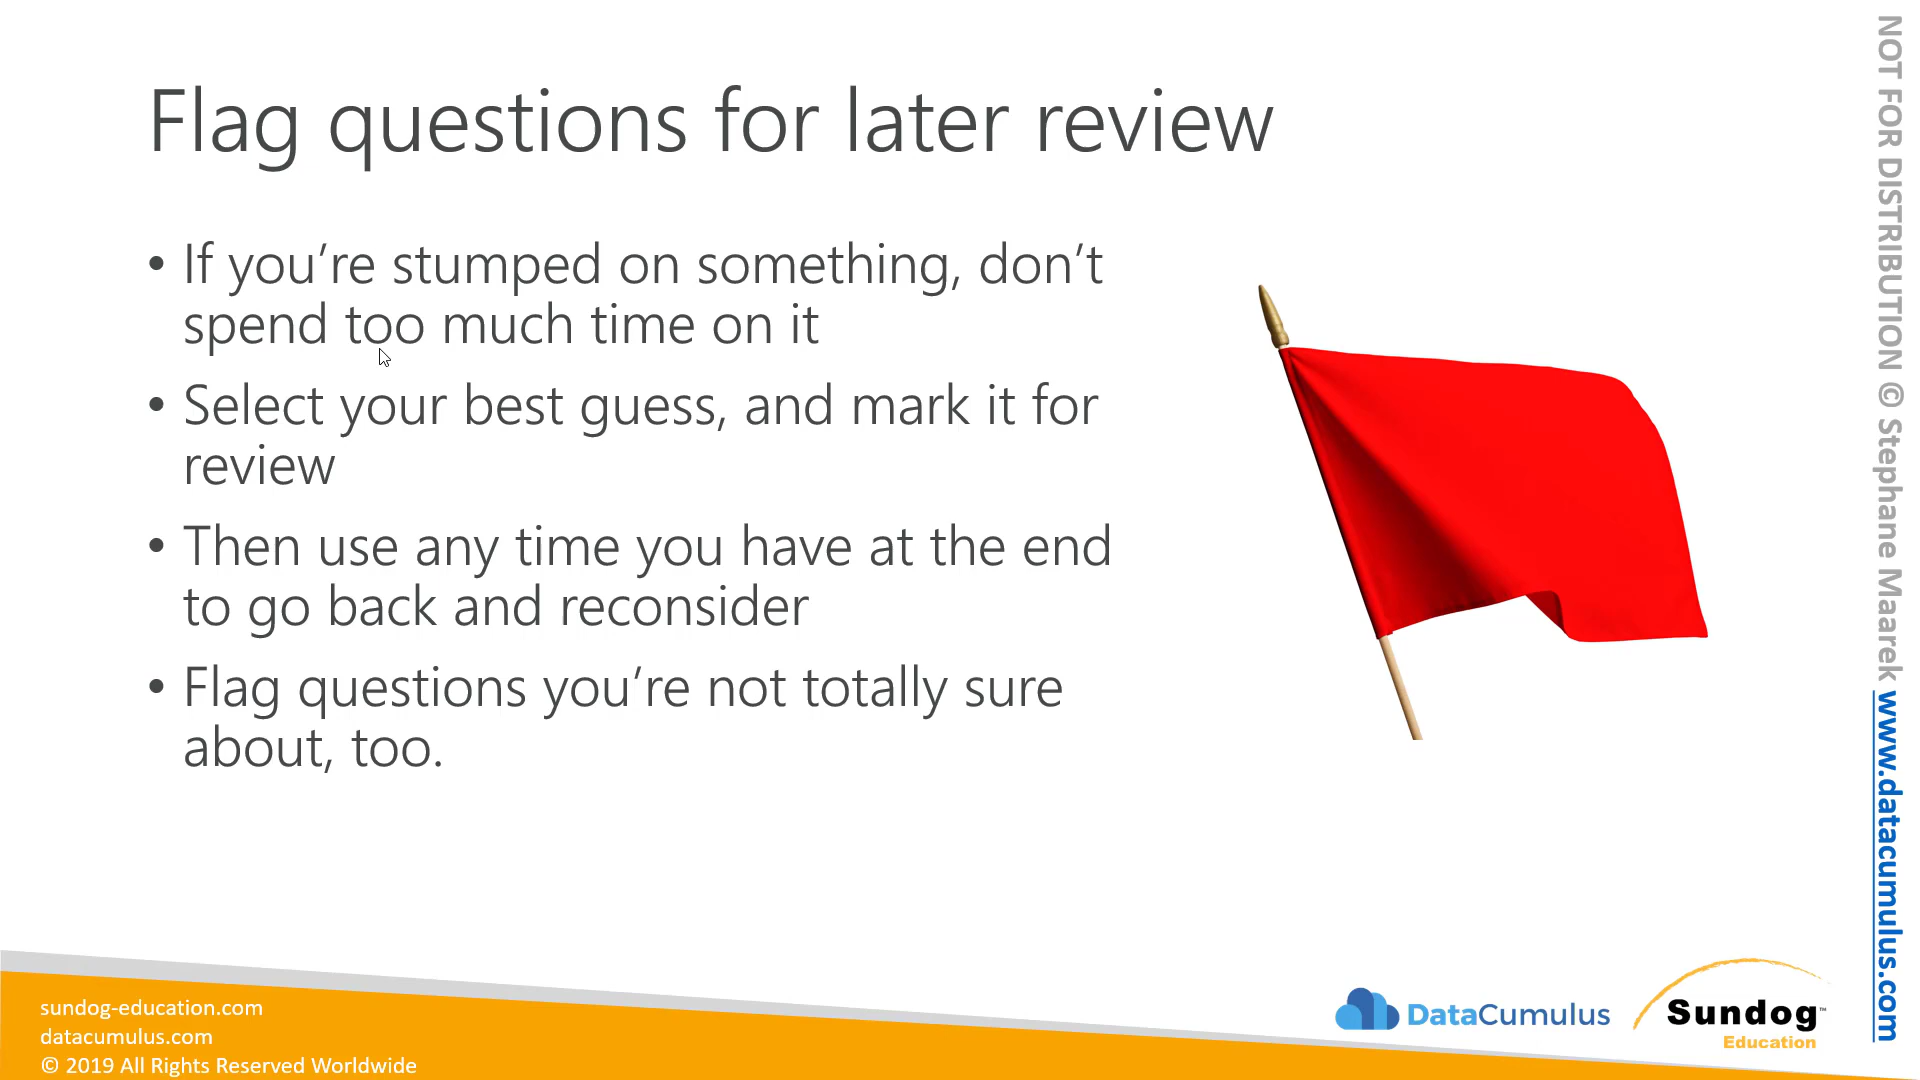 Flag questions for later review
• If you’re stumped on something, don’t
spend too much time on it
• Select your best guess, and mark it for
review
• Then use any time you have at the end
to go back and reconsider
• Flag questions you’re not totally sure
about, too.
sundog-education.com
datacumulus.com
© 2019 All Rights Reserved Worldwide
DataCumulus
Sundog™
Education
NOT FOR DISTRIBUTION © Stephane Maarek www.datacumulus.com